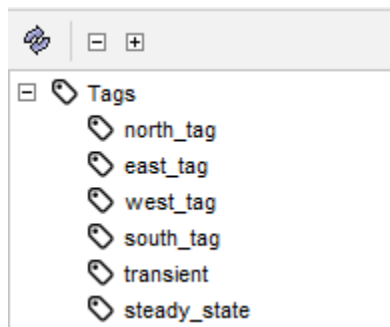 Tags
north_tag
east_tag
west_tag
south_tag
transient
steady_state